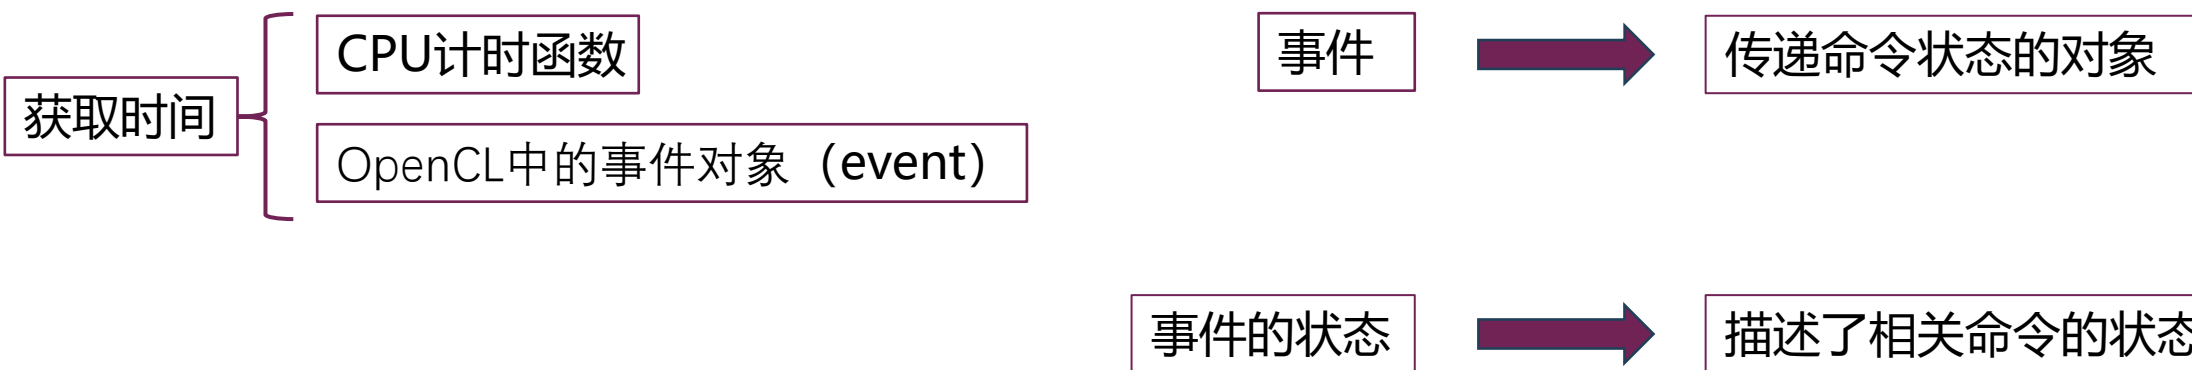 获取时间
CPU计时函数
OpenCL中的事件对象（event）
事件
传递命令状态的对象
事件的状态
描述了相关命令的状态